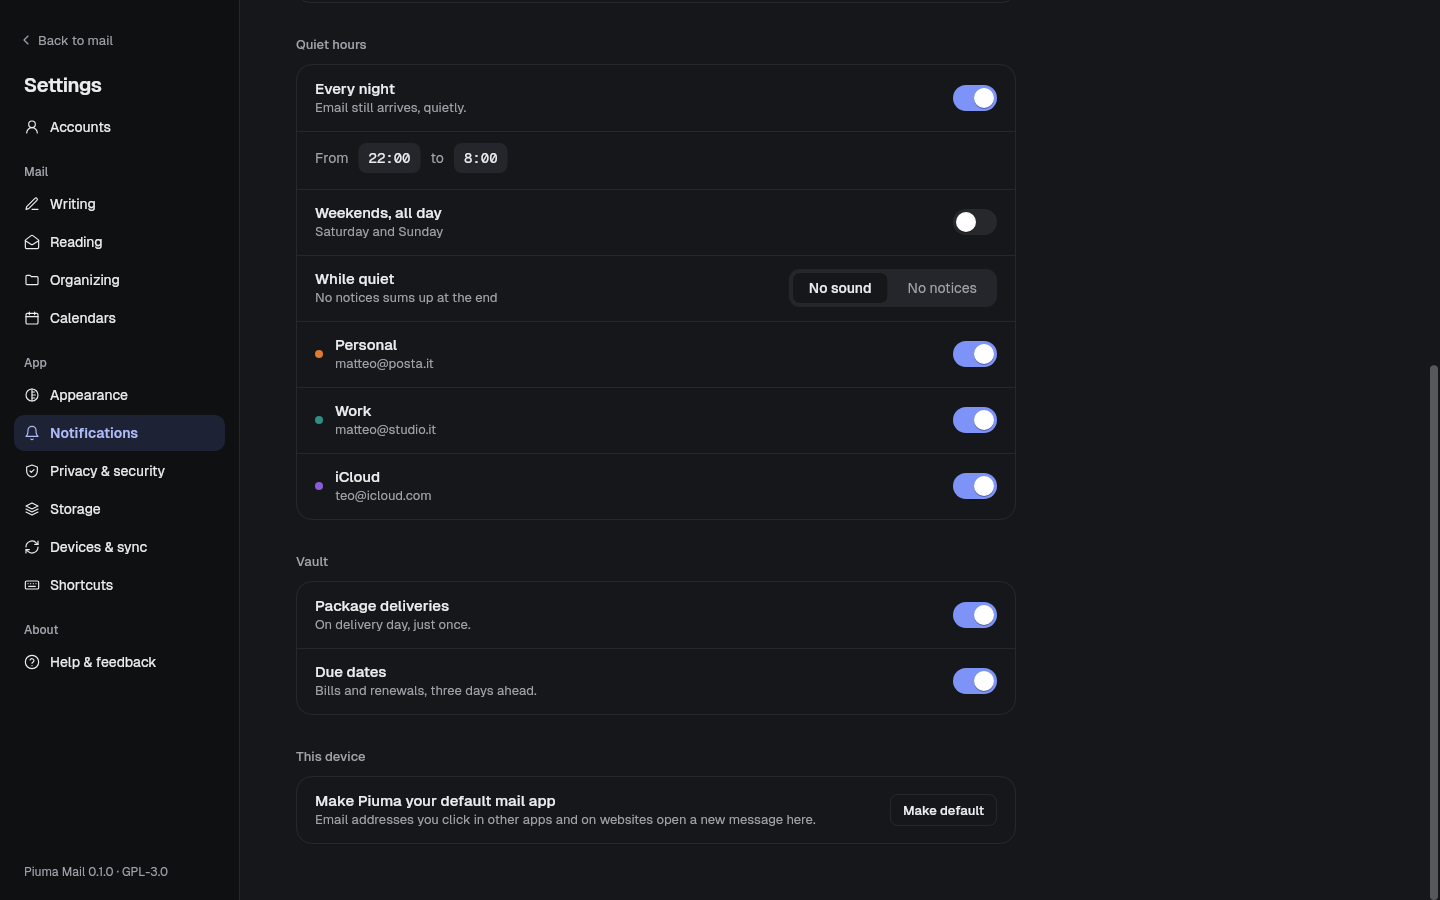 Back to mail
Settings
Accounts
Mail
Writing
Reading
Organizing
Calendars
App
Appearance
Notifications
Privacy & security
Storage
Devices & sync
Shortcuts
About
Help & feedback
Piuma Mail 0.1.0 · GPL-3.0
Quiet hours
Every night
Email still arrives, quietly.
From 22:00 to 8:00
Weekends, all day
Saturday and Sunday
While quiet
No notices sums up at the end
No sound No notices
Personal
matteo@posta.it
Work
matteo@studio.it
iCloud
teo@icloud.com
Vault
Package deliveries
On delivery day, just once.
Due dates
Bills and renewals, three days ahead.
This device
Make Piuma your default mail app
Email addresses you click in other apps and on websites open a new message here.
Make default